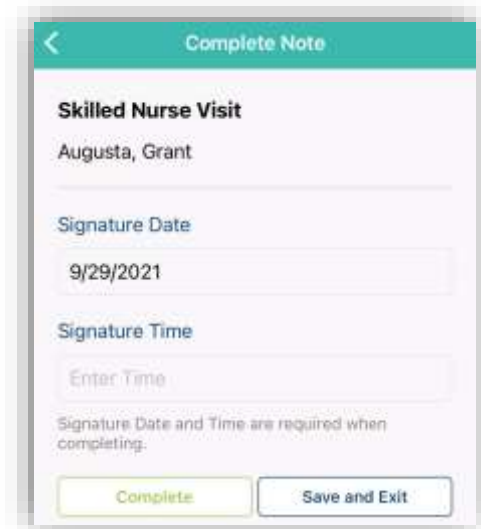 Complete Note
Skilled Nurse Visit
Augusta, Grant
Signature Date
9/29/2021
Signature Time
Enter Time
Signature Date and Time are required when
completing.
Complete
Save and Exit